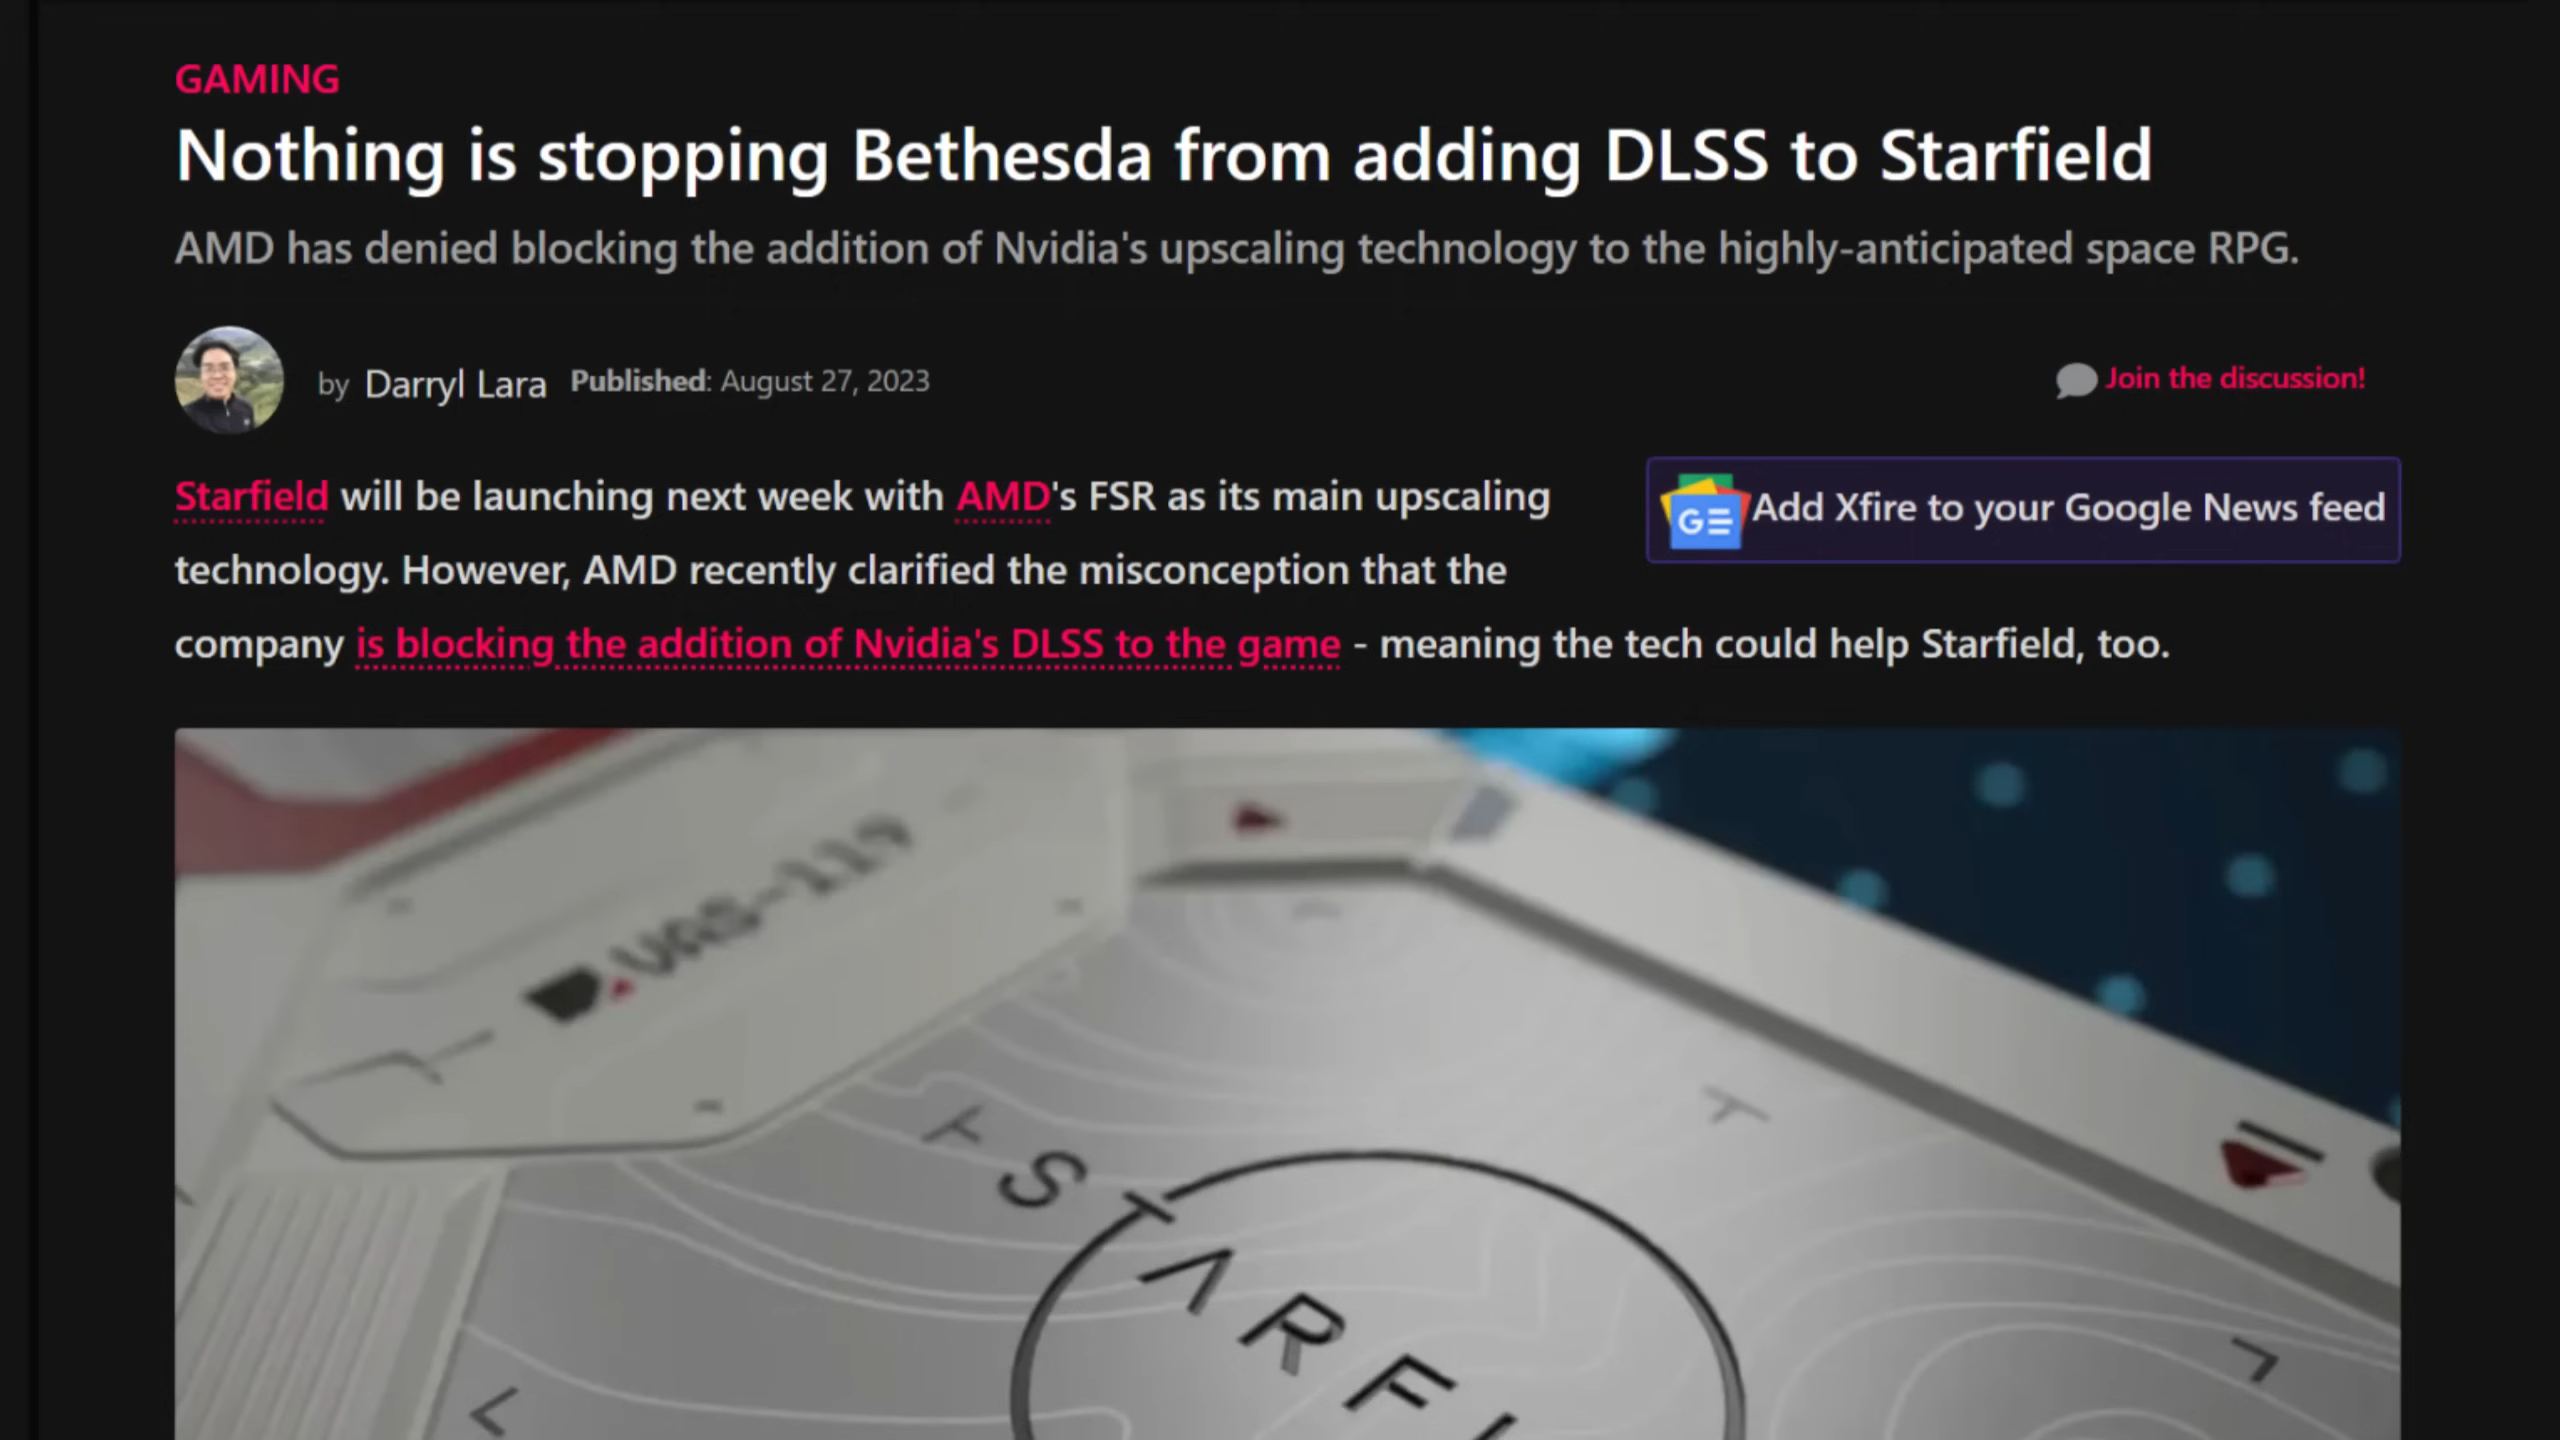 GAMING
Nothing is stopping Bethesda from adding DLSS to Starfield
AMD has denied blocking the addition of Nvidia's upscaling technology to the highly-anticipated space RPG.
by Darryl Lara Published: August 27, 2023
Join the discussion!
Starfield will be launching next week with AMD's FSR as its main upscaling
technology. However, AMD recently clarified the misconception that the
company is blocking the addition of Nvidia's DLSS to the game - meaning the tech could help Starfield, too.
GE Add Xfire to your Google News feed
VAS-119
STARFI